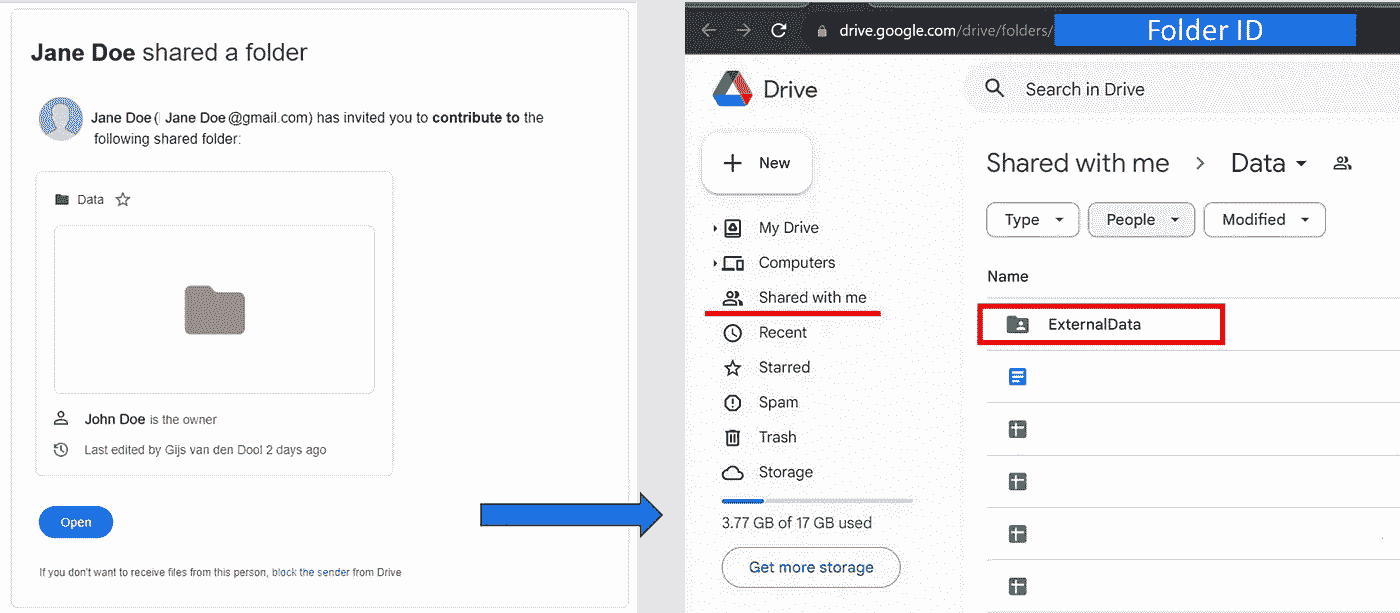 Jane Doe shared a folder
Jane Doe ( Jane Doe @gmail.com) has invited you to contribute to the
following shared folder:
Data
John Doe is the owner
Last edited by Gijs van den Dool 2 days ago
Open
If you don't want to receive files from this person, block the sender from Drive
drive.google.com/drive/folders/ Folder ID
Drive
Search in Drive
New
Shared with me > Data
Type People Modified
My Drive
Computers
Shared with me
Recent
Starred
Spam
Trash
Storage
3.77 GB of 17 GB used
Get more storage
Name
ExternalData